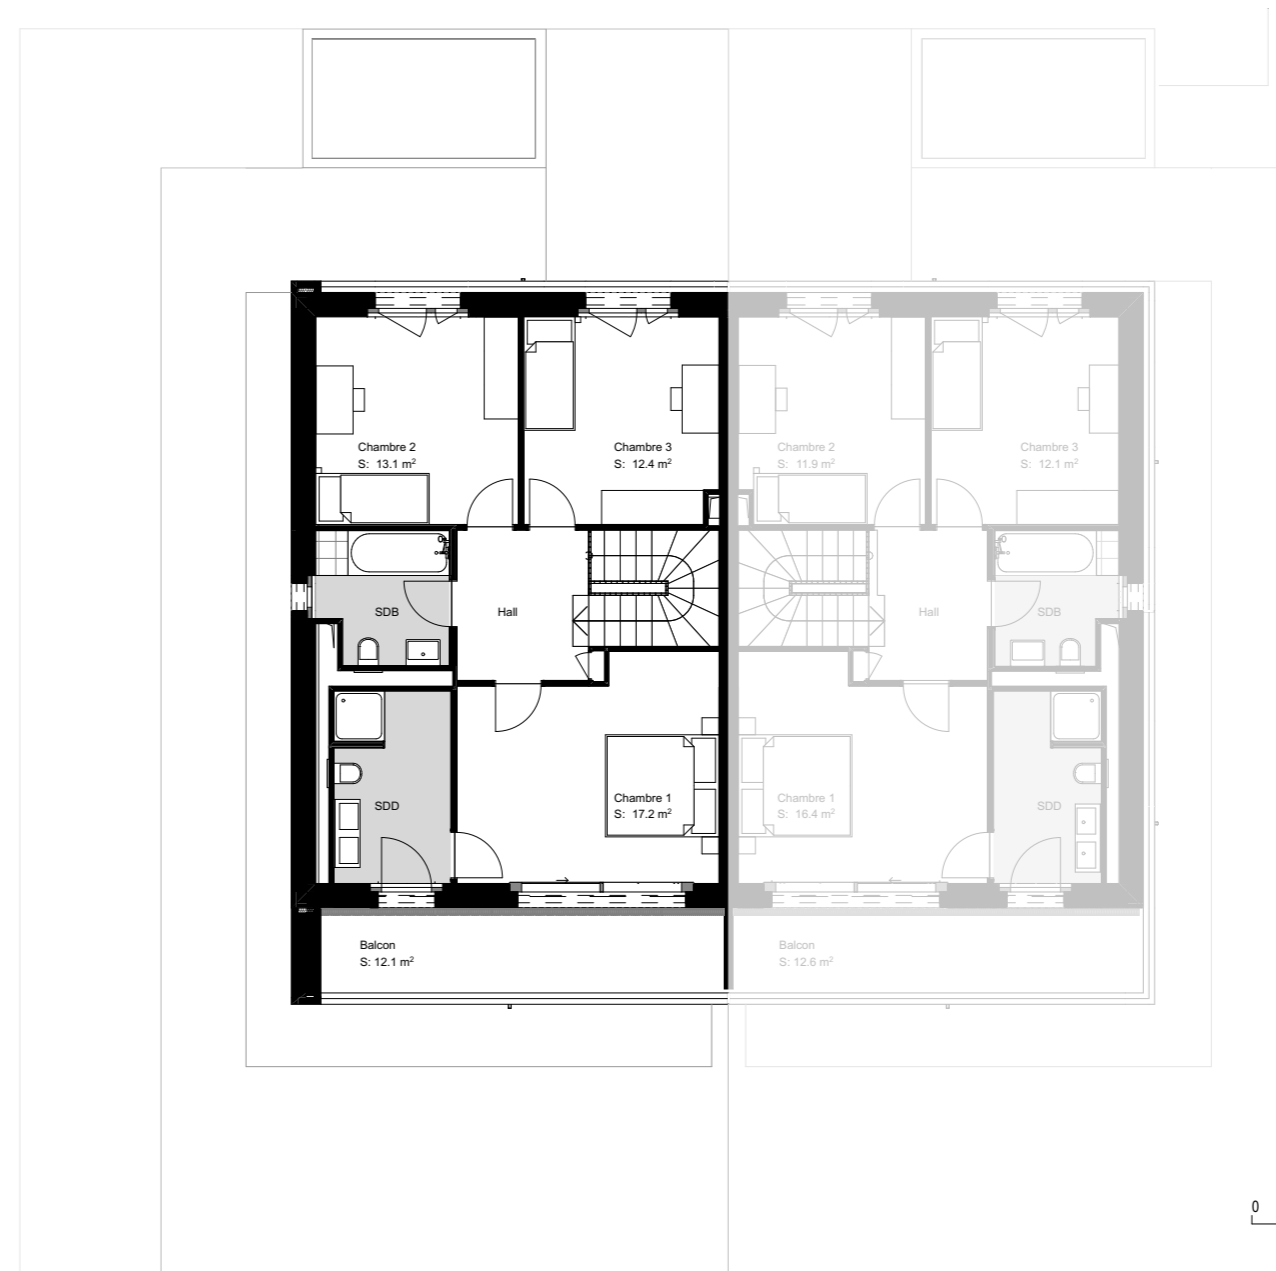 Chambre 2
S: 13.1 m²
Chambre 3
S: 12.4 m²
Chambre 2
S: 11.9 m²
Chambre 3
S: 12.1 m²
SDB
Hall
Hall
SDB
SDD
Chambre 1
S: 17.2 m²
Chambre 1
S: 16.4 m²
SDD
Balcon
S: 12.1 m²
Balcon
S: 12.6 m²
0